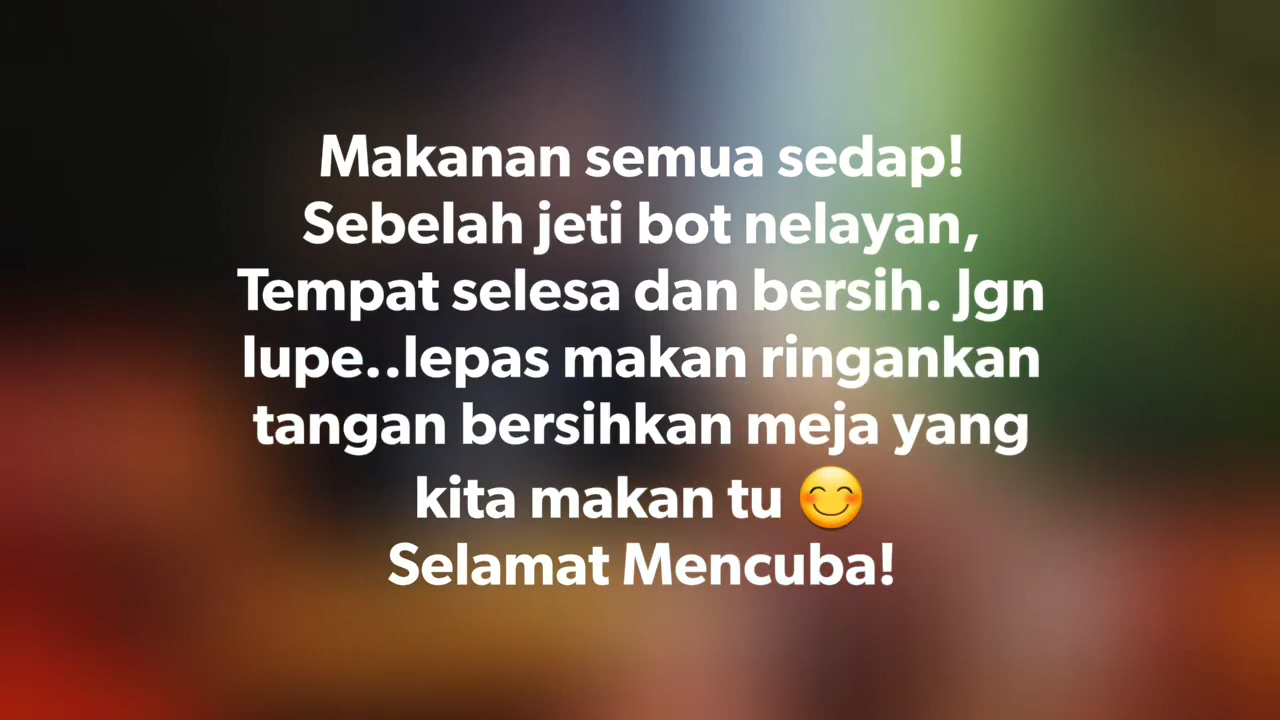 Makanan semua sedap!
Sebelah jeti bot nelayan,
Tempat selesa dan bersih. Jgn
lupe..lepas makan ringankan
tangan bersihkan meja yang
kita makan tu 😊
Selamat Mencuba!